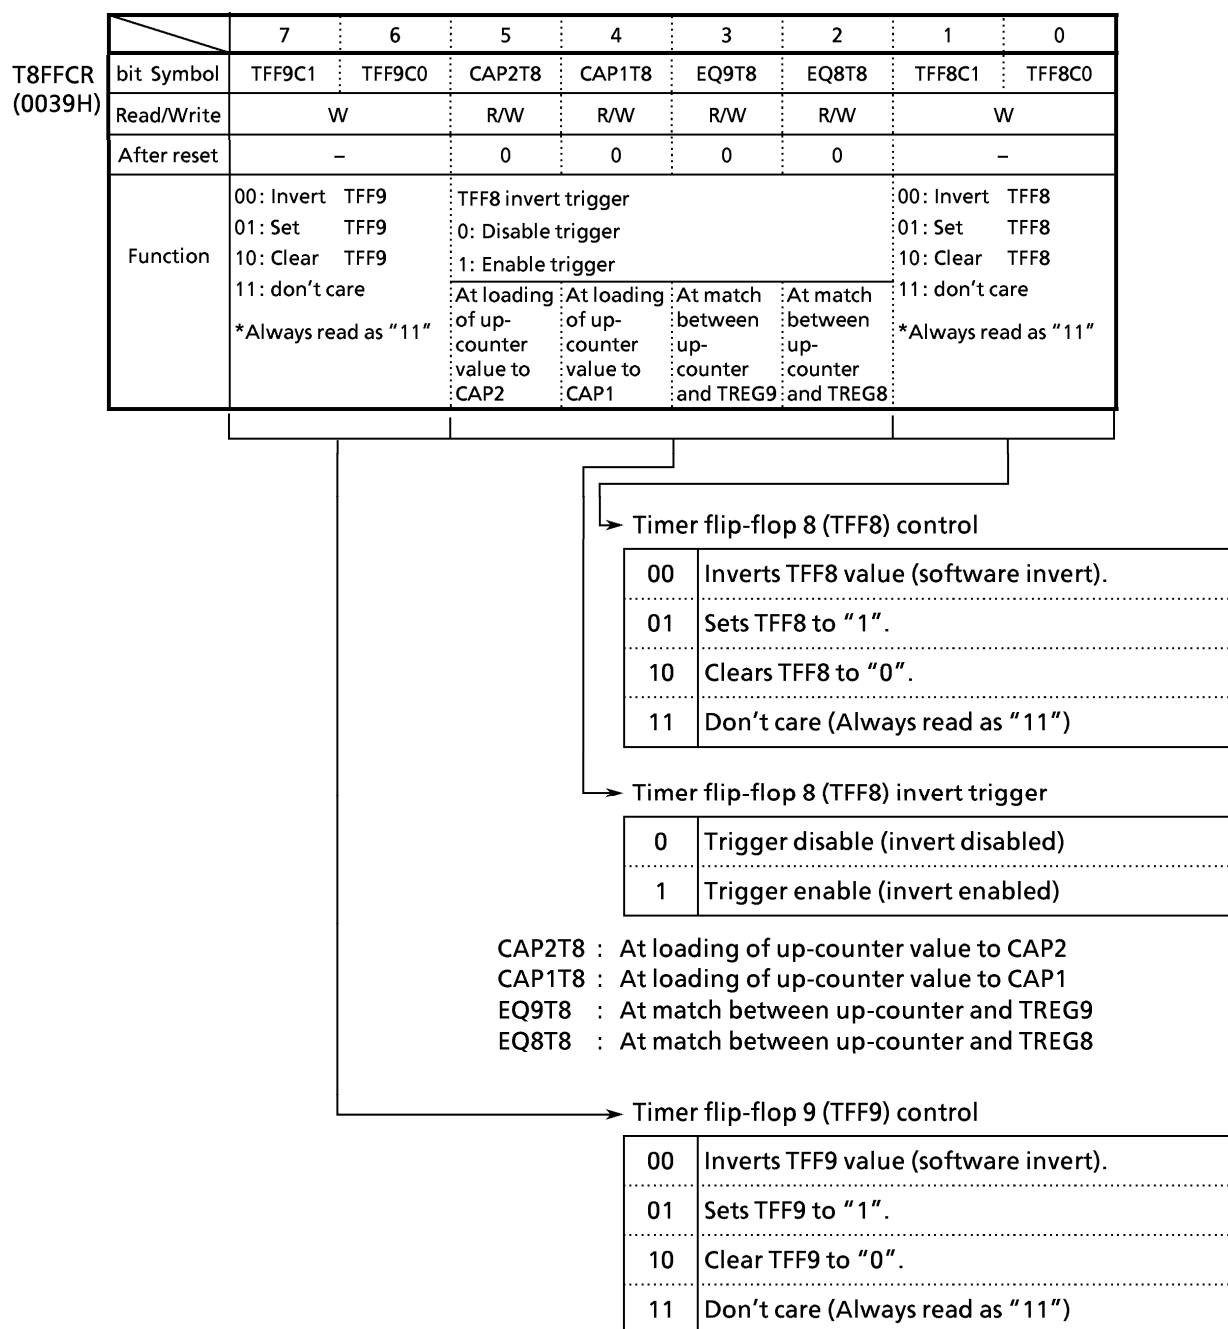 7 6 5 4 3 2 1 0
T8FFCR
(0039H)
bit Symbol TFF9C1 TFF9C0 CAP2T8 CAP1T8 EQ9T8 EQ8T8 TFF8C1 TFF8C0
Read/Write W R/W R/W R/W R/W W
After reset – 0 0 0 0 –
Function
00: Invert TFF9
01: Set TFF9
10: Clear TFF9
11: don't care
*Always read as "11"
TFF8 invert trigger
0: Disable trigger
1: Enable trigger
At loading
of up-
counter
value to
CAP2
At loading
of up-
counter
value to
CAP1
At match
between
up-
counter
and TREG9
At match
between
up-
counter
and TREG8
00: Invert TFF8
01: Set TFF8
10: Clear TFF8
11: don't care
*Always read as "11"
Timer flip-flop 8 (TFF8) control
00 Inverts TFF8 value (software invert).
01 Sets TFF8 to "1".
10 Clears TFF8 to "0".
11 Don't care (Always read as "11")
Timer flip-flop 8 (TFF8) invert trigger
0 Trigger disable (invert disabled)
1 Trigger enable (invert enabled)
CAP2T8 : At loading of up-counter value to CAP2
CAP1T8 : At loading of up-counter value to CAP1
EQ9T8 : At match between up-counter and TREG9
EQ8T8 : At match between up-counter and TREG8
Timer flip-flop 9 (TFF9) control
00 Inverts TFF9 value (software invert).
01 Sets TFF9 to "1".
10 Clear TFF9 to "0".
11 Don't care (Always read as "11")